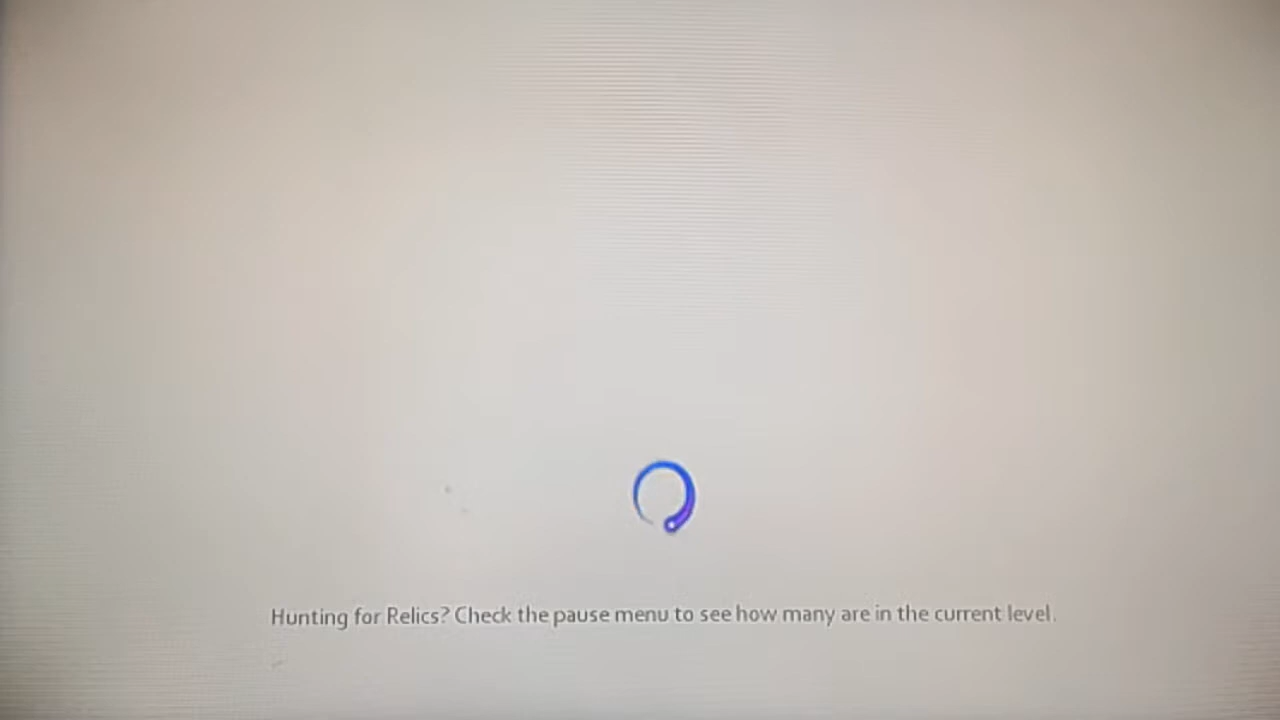 Hunting for Relics? Check the pause menu to see how many are in the current level.